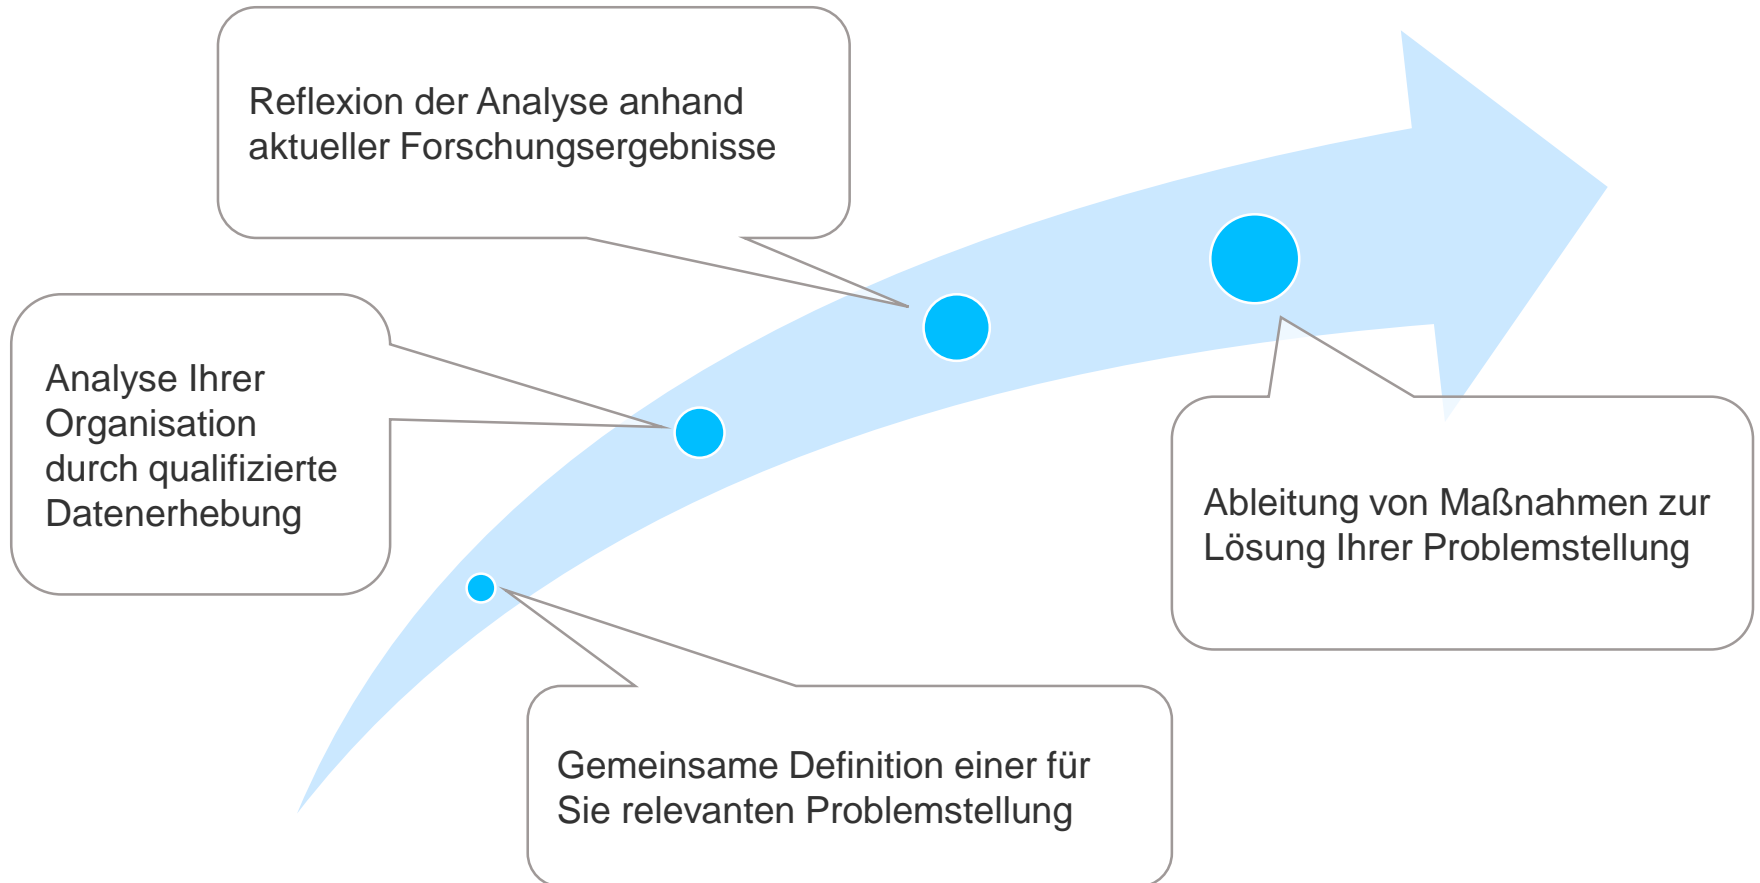 Reflexion der Analyse anhand
aktueller Forschungsergebnisse
Analyse Ihrer
Organisation
durch qualifizierte
Datenerhebung
Ableitung von Maßnahmen zur
Lösung Ihrer Problemstellung
Gemeinsame Definition einer für
Sie relevanten Problemstellung